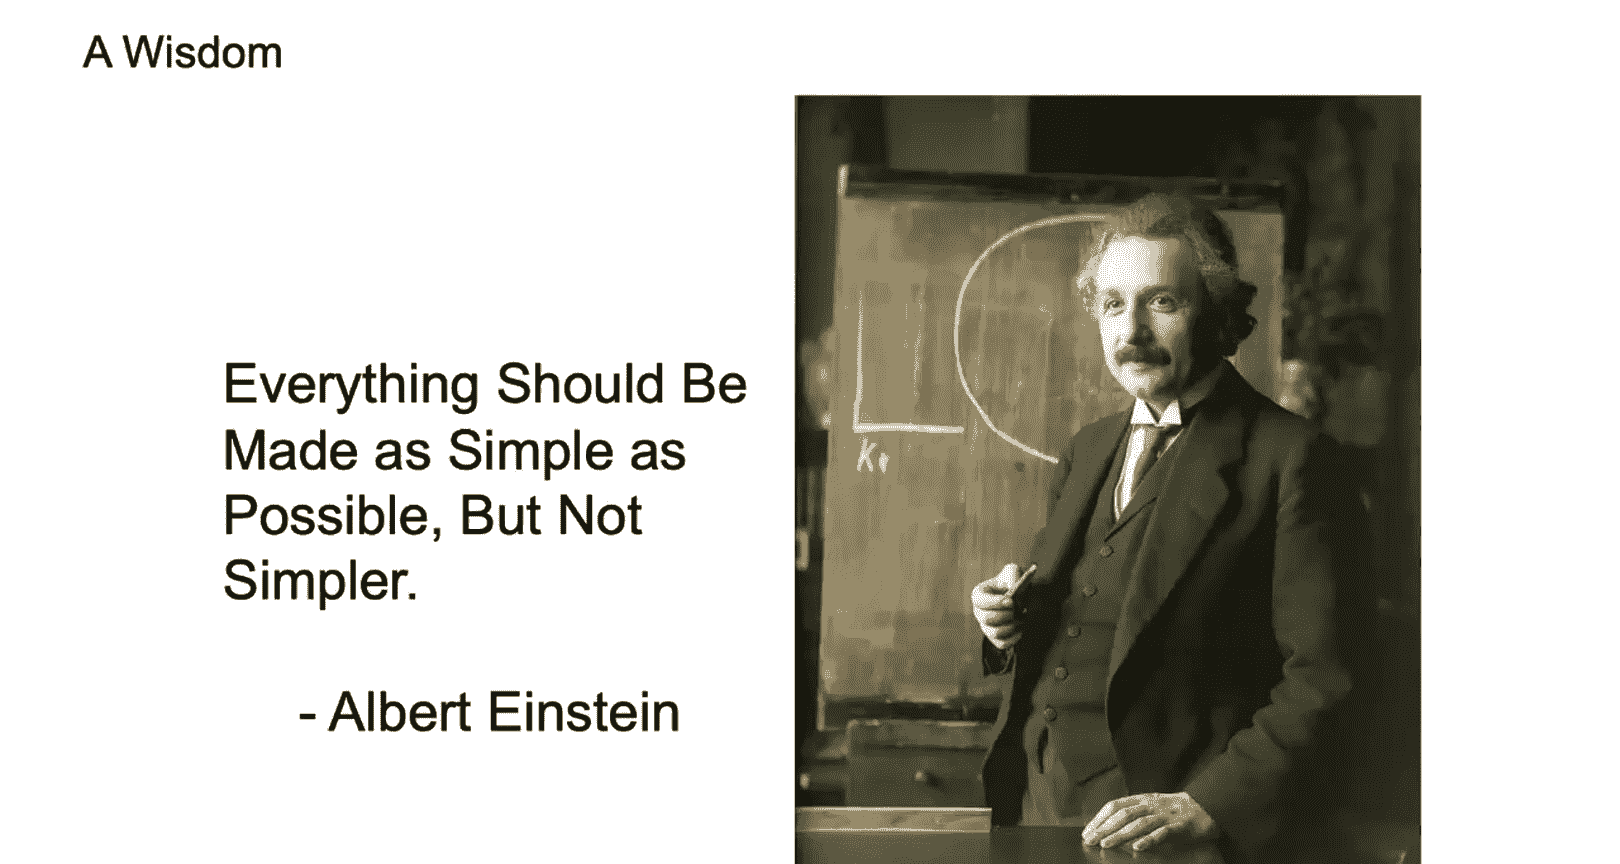 A Wisdom
Everything Should Be
Made as Simple as
Possible, But Not
Simpler.
- Albert Einstein